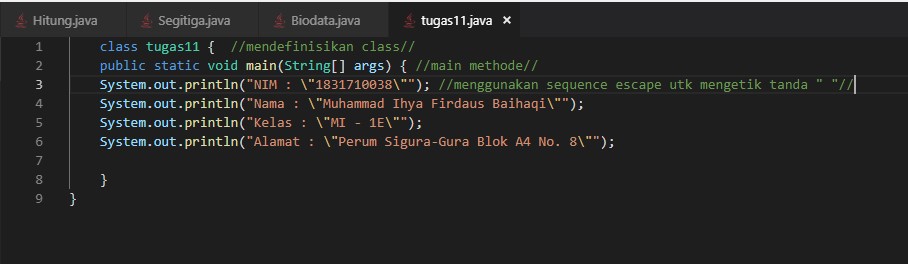 Hitung.java Segitiga.java Biodata.java tugas11.java ×
1 class tugas11 { //mendefinisikan class//
2 public static void main(String[] args) { //main methode//
3 System.out.println("NIM : \"1831710038\""); //menggunakan sequence escape utk mengetik tanda " "//
4 System.out.println("Nama : \"Muhammad Ihya Firdaus Baihaqi\"");
5 System.out.println("Kelas : \"MI - 1E\"");
6 System.out.println("Alamat : \"Perum Sigura-Gura Blok A4 No. 8\"");
7
8 }
9 }